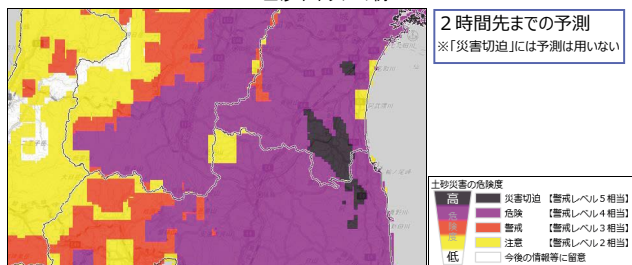 ２時間先までの予測
※「災害切迫」には予測は用いない
土砂災害の危険度
高
危
険
度
低
災害切迫 【警戒レベル５相当】
危険 【警戒レベル４相当】
警戒 【警戒レベル３相当】
注意 【警戒レベル２相当】
今後の情報等に留意